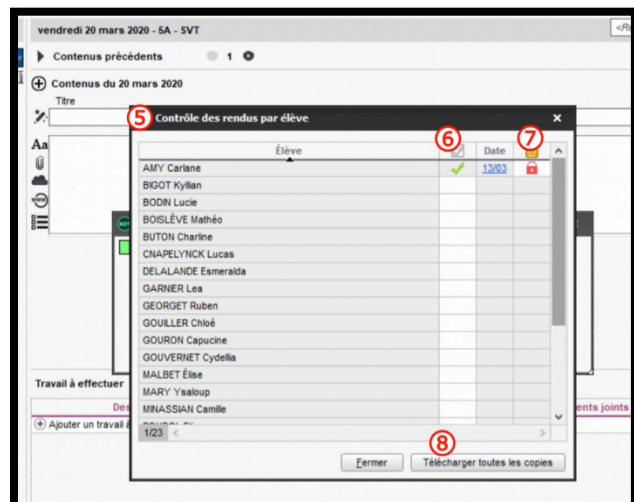 vendredi 20 mars 2020 - 5A - SVT
<Re
Contenus précédents 1
Contenus du 20 mars 2020
Titre
5 Contrôle des rendus par élève ×
6 7
Élève Date
Aa
AMY Carlane 13/03
BIGOT Kyllian
BODIN Lucie
www
BOISLÈVE Mathéo
BUTON Charline
CNAPELYNCK Lucas
DELALANDE Esmeralda
GARNIER Lea
GEORGET Ruben
GOUILLER Chloé
GOURON Capucine
GOUVERNET Cydellia
MALBET Élise
Travail à effectuer
MARY Ysaloup
Des
MINASSIAN Camille
ents joints
Ajouter un travail à
1/23 < >
8
Fermer Télécharger toutes les copies